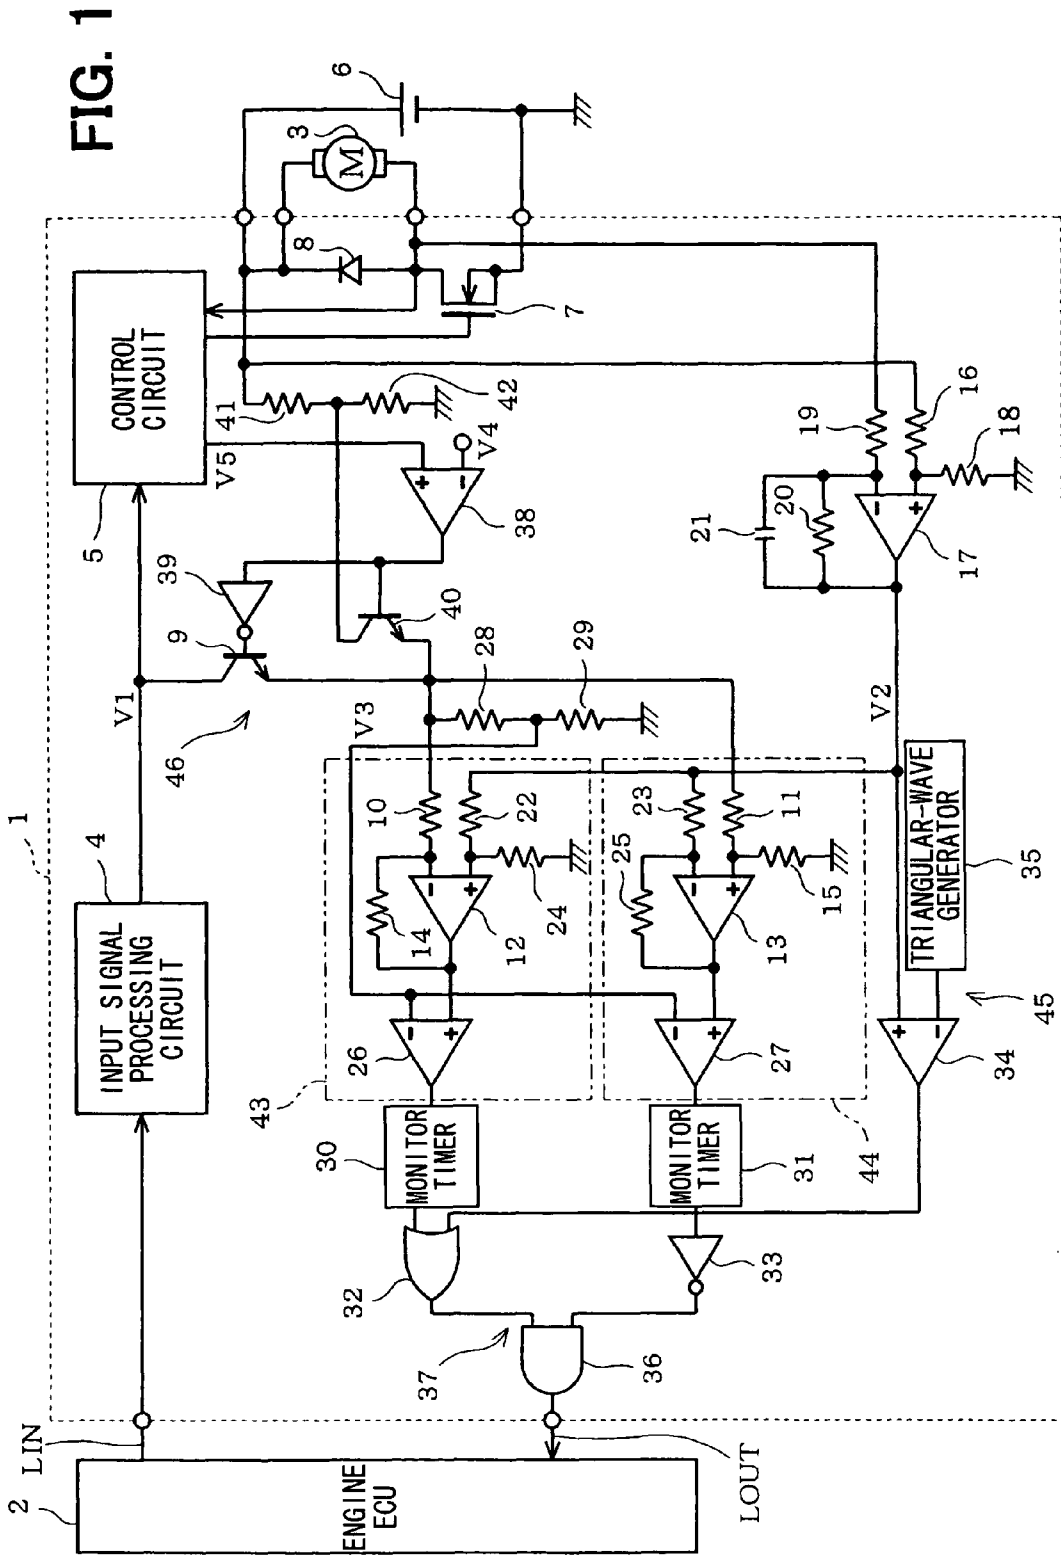 FIG. 1
1
2
ENGINE
ECU
LIN
LOUT
4
INPUT SIGNAL
PROCESSING
CIRCUIT
V1
5
CONTROL
CIRCUIT
V5
46
9
39
40
38
+
−
V4
41
42
8
7
3
M
6
V3
28
29
43
10
22
14
12
24
−
+
26
−
+
23
11
25
13
15
−
+
27
−
+
44
30
MONITOR
TIMER
31
MONITOR
TIMER
32
33
37
36
V2
21
20
19
16
18
17
−
+
TRIANGULAR-WAVE
GENERATOR
35
45
34
+
−